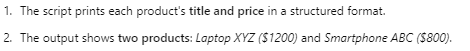 1. The script prints each product's title and price in a structured format.
2. The output shows two products: Laptop XYZ ($1200) and Smartphone ABC ($800).